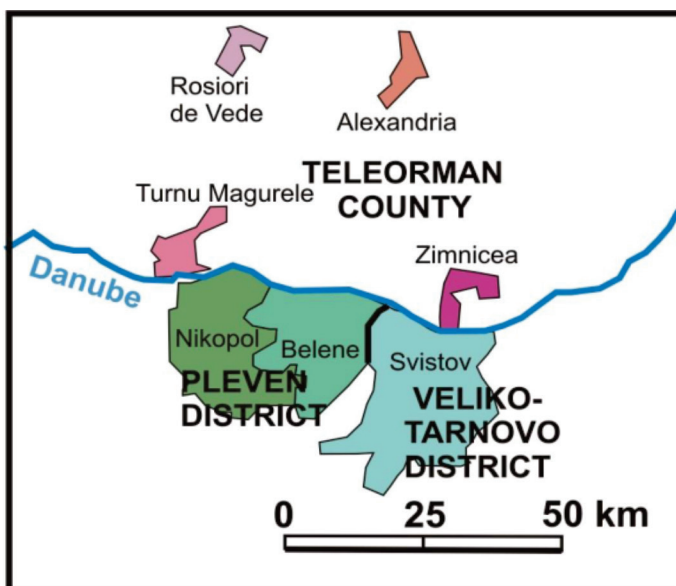 Rosiori
de Vede
Alexandria
TELEORMAN
COUNTY
Turnu Magurele
Zimnicea
Danube
Nikopol
Belene
Svistov
PLEVEN
DISTRICT
VELIKO-
TARNOVO
DISTRICT
0 25 50 km